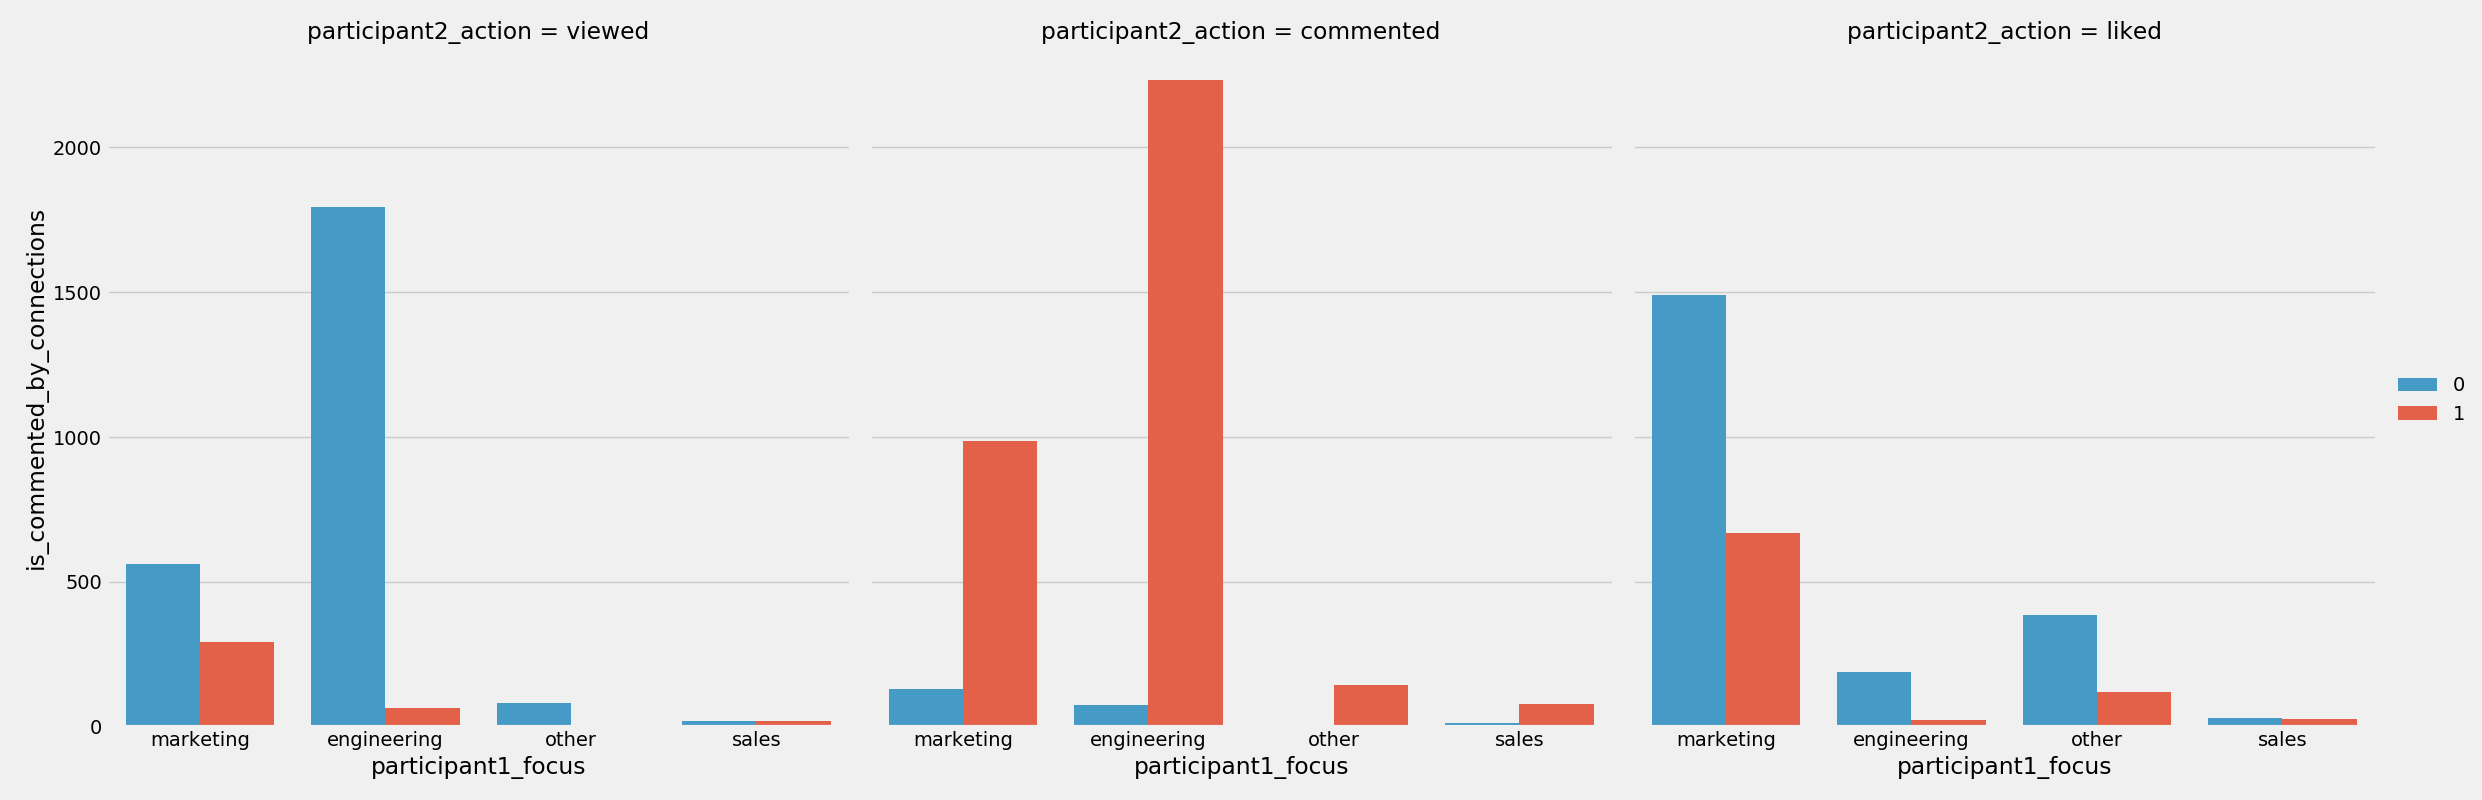 participant2_action = viewed
participant2_action = commented
participant2_action = liked
is_commented_by_connections
2000
1500
1000
500
0
marketing engineering other sales
marketing engineering other sales
marketing engineering other sales
participant1_focus
participant1_focus
participant1_focus
0
1